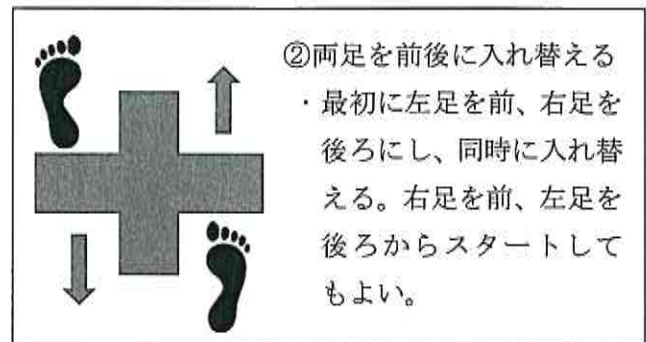 ②両足を前後に入れ替える
・最初に左足を前、右足を
後ろにし、同時に入れ替
える。右足を前、左足を
後ろからスタートして
もよい。